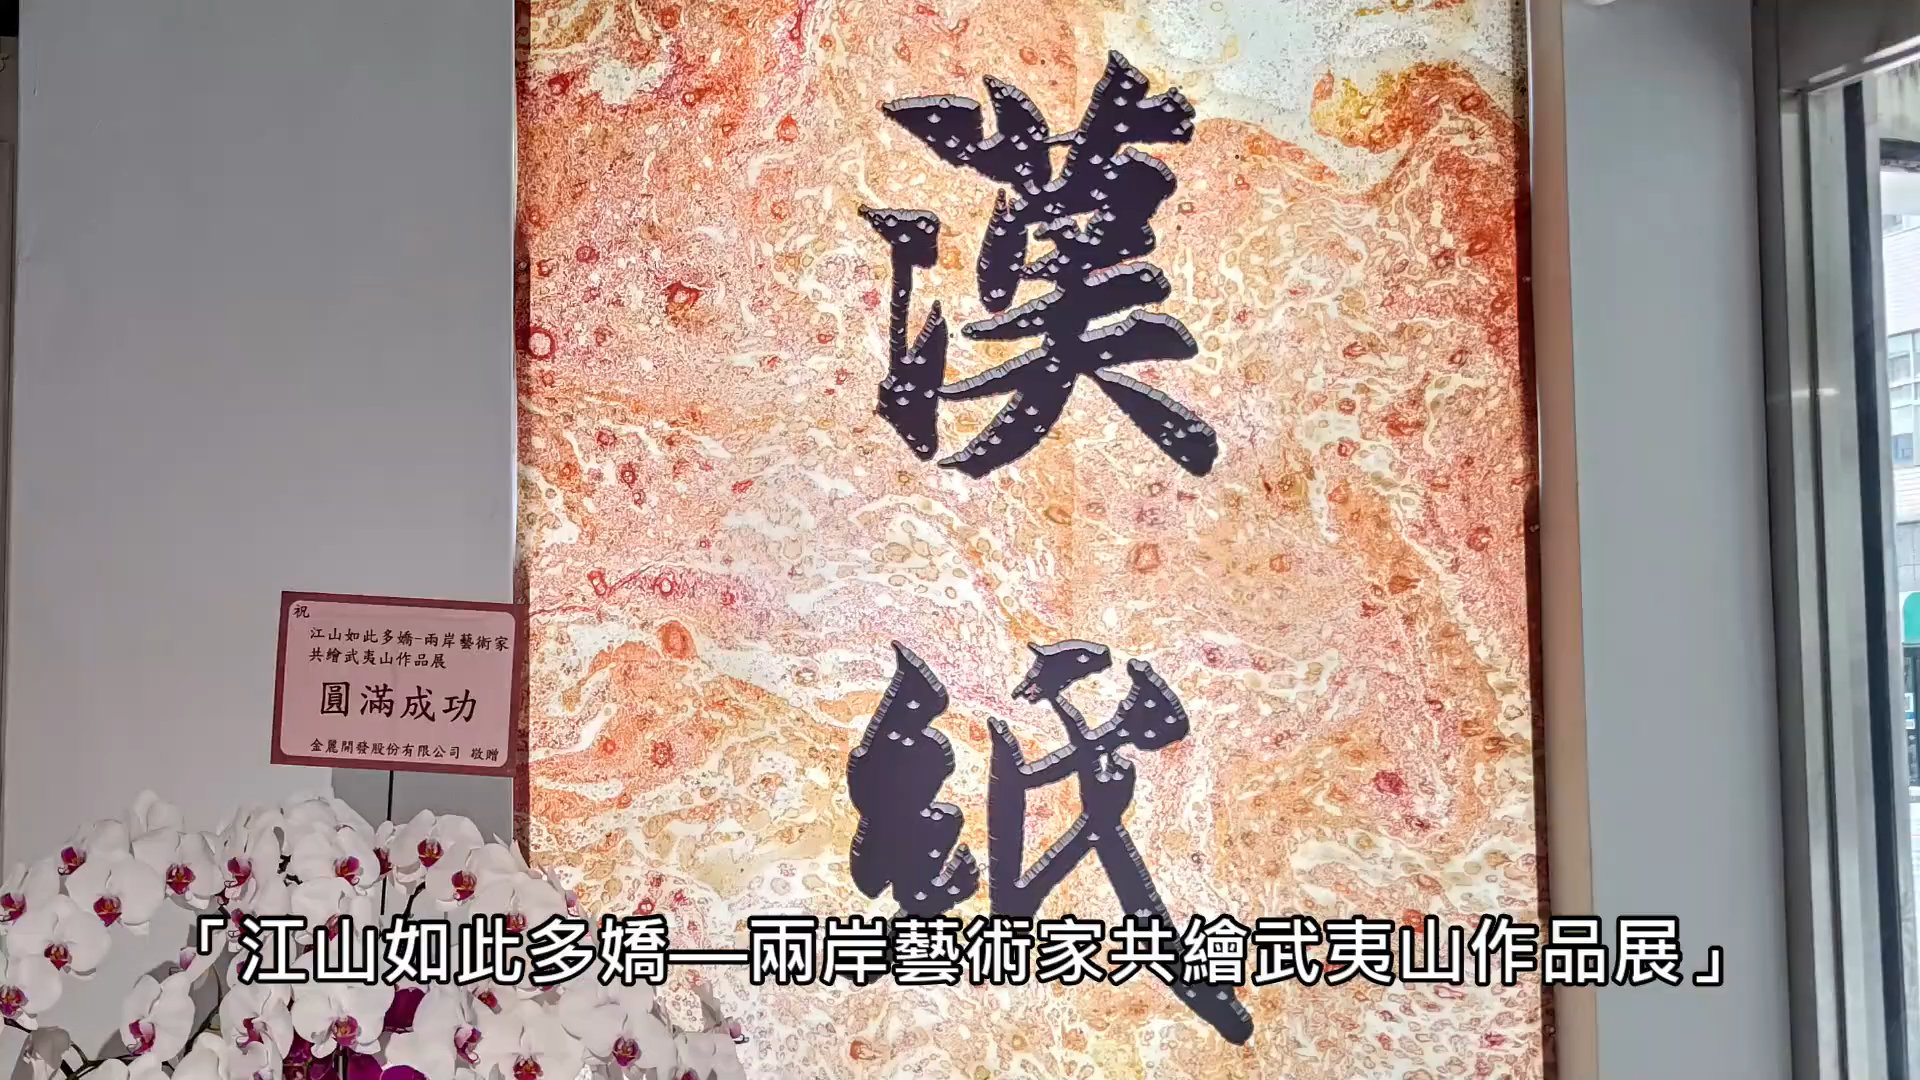 漢
紙
祝
江山如此多嬌-兩岸藝術家
共繪武夷山作品展
圓滿成功
金麗開發股份有限公司 敬贈
「江山如此多嬌—兩岸藝術家共繪武夷山作品展」